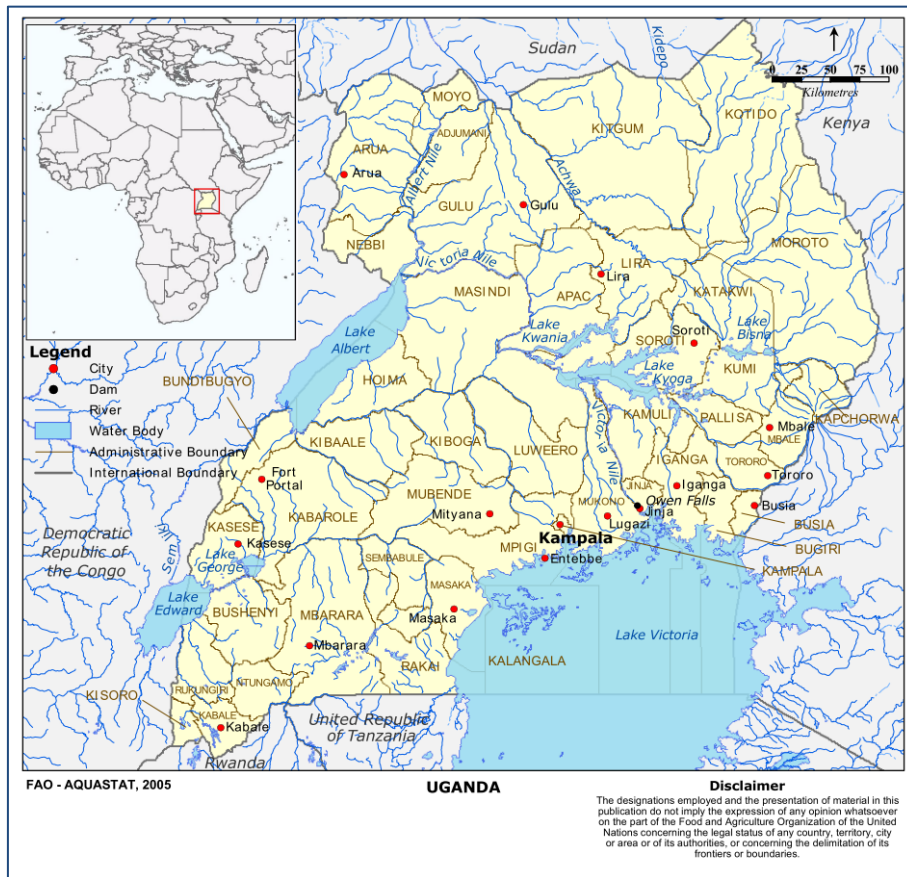 Sudan
Kidepo
0 25 50 75 100
Kilometres
Kenya
MOYO
ADJUMANI
KITGUM
KOTIDO
ARUA
Arua
Albert Nile
Achwa
GULU
Gulu
NEBBI
Victoria Nile
MOROTO
LIRA
Lira
MASINDI
APAC
KATAKWI
Lake
Albert
Lake
Kwania
Soroti
SOROTI
Lake
Bisna
Legend
City
Dam
River
Water Body
Administrative Boundary
International Boundary
BUNDIBUGYO
HOIMA
Lake
Kyoga
KUMI
Victoria Nile
KAMULI
PALLISA
KAPCHORWA
Mbale
MBALE
KIBAALE
KIBOGA
LUWEERO
IGANGA
TORORO
Tororo
Fort
Portal
MUBENDE
KABAROLE
Mityana
JINJA
Iganga
MUKONO
Owen Falls
Jinja
Lugazi
Busia
BUSIA
KASESE
Kasese
Democratic
Republic of
the Congo
Semliki
Lake
George
MPIGI
Kampala
Entebbe
BUGIRI
KAMPALA
SEMBABULE
MASAKA
Masaka
Lake
Edward
BUSHENYI
MBARARA
Mbarara
Lake Victoria
RAKAI
KALANGALA
NTUNGAMO
RUKUNGIRI
KISORO
KABALE
Kabale
United Republic
of Tanzania
Rwanda
FAO - AQUASTAT, 2005
UGANDA
Disclaimer
The designations employed and the presentation of material in this
publication do not imply the expression of any opinion whatsoever
on the part of the Food and Agriculture Organization of the United
Nations concerning the legal status of any country, territory, city
or area or of its authorities, or concerning the delimitation of its
frontiers or boundaries.